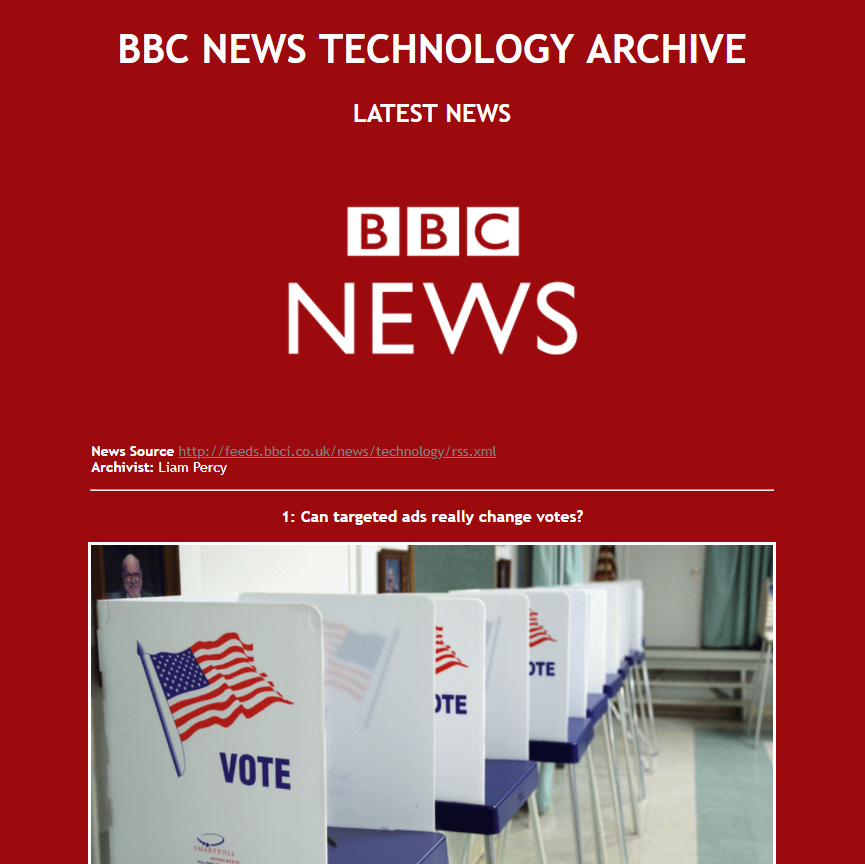 BBC NEWS TECHNOLOGY ARCHIVE
LATEST NEWS
BBC
NEWS
News Source http://feeds.bbci.co.uk/news/technology/rss.xml
Archivist: Liam Percy
1: Can targeted ads really change votes?
VOTE
OTE
OTE
SMARTPOLL